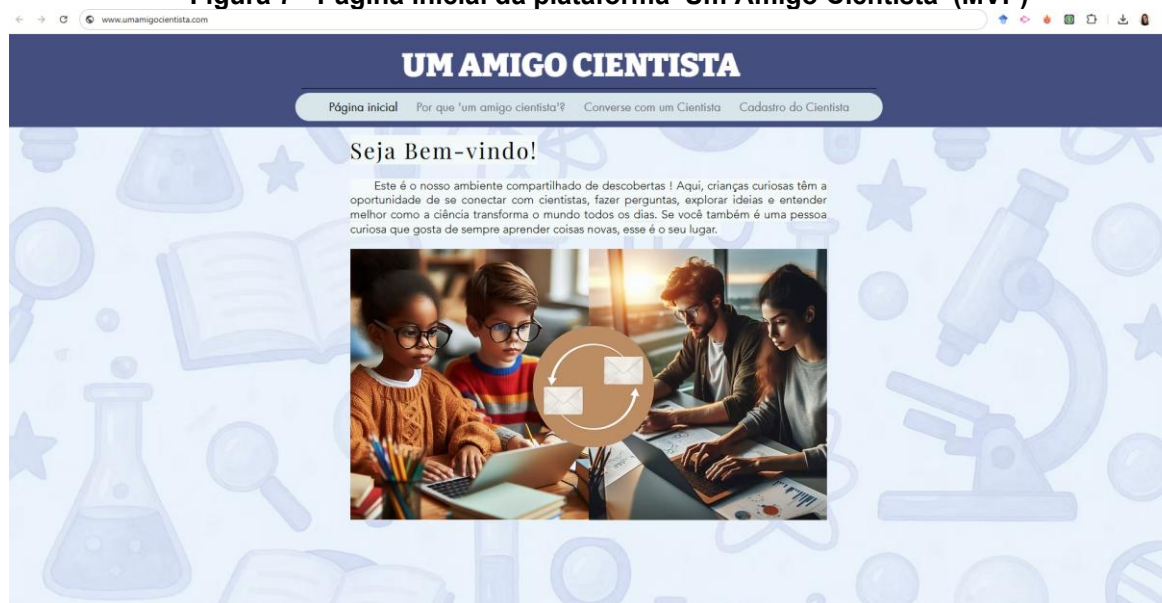 Figura 7 - Página inicial da plataforma 'Um Amigo Cientista' (MVP)
www.umamigocientista.com
UM AMIGO CIENTISTA
Página inicial Por que 'um amigo cientista'? Converse com um Cientista Cadastro do Cientista
Seja Bem-vindo!
Este é o nosso ambiente compartilhado de descobertas ! Aqui, crianças curiosas têm a
oportunidade de se conectar com cientistas, fazer perguntas, explorar ideias e entender
melhor como a ciência transforma o mundo todos os dias. Se você também é uma pessoa
curiosa que gosta de sempre aprender coisas novas, esse é o seu lugar.